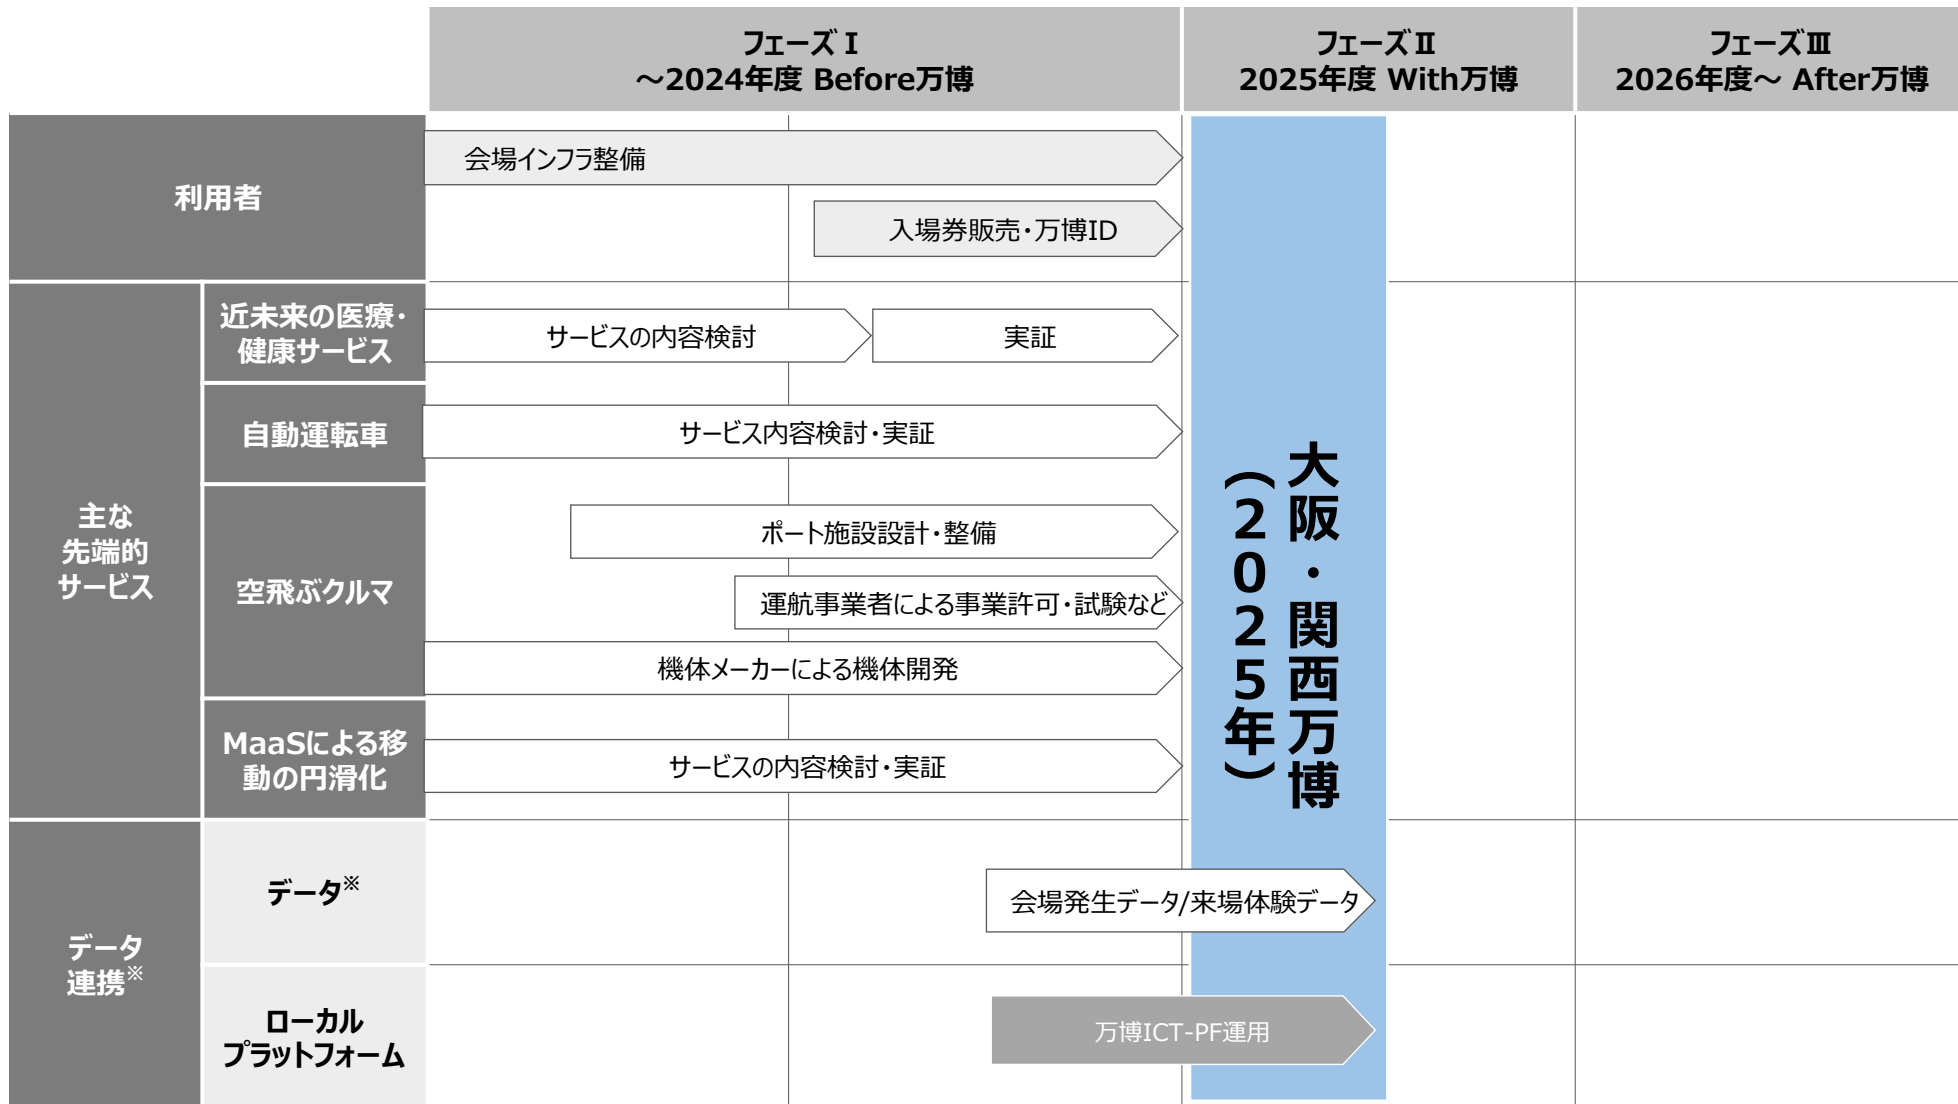 フェーズⅠ
～2024年度 Before万博
フェーズⅡ
2025年度 With万博
フェーズⅢ
2026年度～ After万博
利用者
会場インフラ整備
入場券販売・万博ID
主な
先端的
サービス
近未来の医療・
健康サービス
サービスの内容検討
実証
自動運転車
サービス内容検討・実証
空飛ぶクルマ
ポート施設設計・整備
運航事業者による事業許可・試験など
機体メーカーによる機体開発
MaaSによる移
動の円滑化
サービスの内容検討・実証
大阪・関西万博
（2025年）
データ
連携※
データ※
会場発生データ/来場体験データ
ローカル
プラットフォーム
万博ICT-PF運用